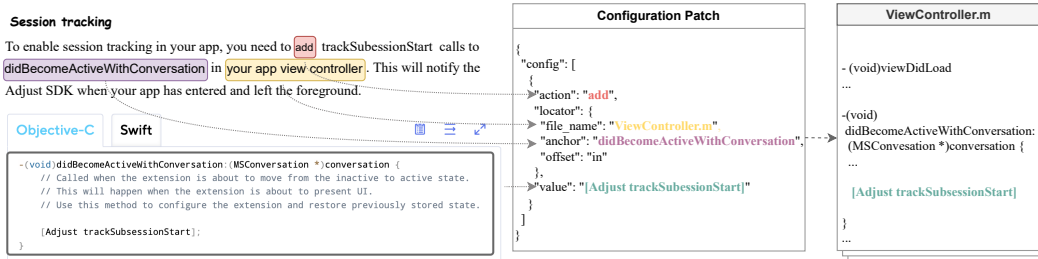 Session tracking
To enable session tracking in your app, you need to add trackSubessionStart calls to
didBecomeActiveWithConversation in your app view controller. This will notify the
Adjust SDK when your app has entered and left the foreground.
Objective-C Swift
-(void)didBecomeActiveWithConversation:(MSConversation *)conversation {
// Called when the extension is about to move from the inactive to active state.
// This will happen when the extension is about to present UI.
// Use this method to configure the extension and restore previously stored state.
[Adjust trackSubsessionStart];
}
Configuration Patch
{
"config": [
{
"action": "add",
"locator": {
"file_name": "ViewController.m"
"anchor": "didBecomeActiveWithConversation",
"offset": "in"
},
"value": "[Adjust trackSubessionStart]"
}
]
}
ViewController.m
- (void)viewDidLoad
...
-(void)
didBecomeActiveWithConversation:
(MSConvesation *)conversation {
...
[Adjust trackSubsessionStart]
}
...